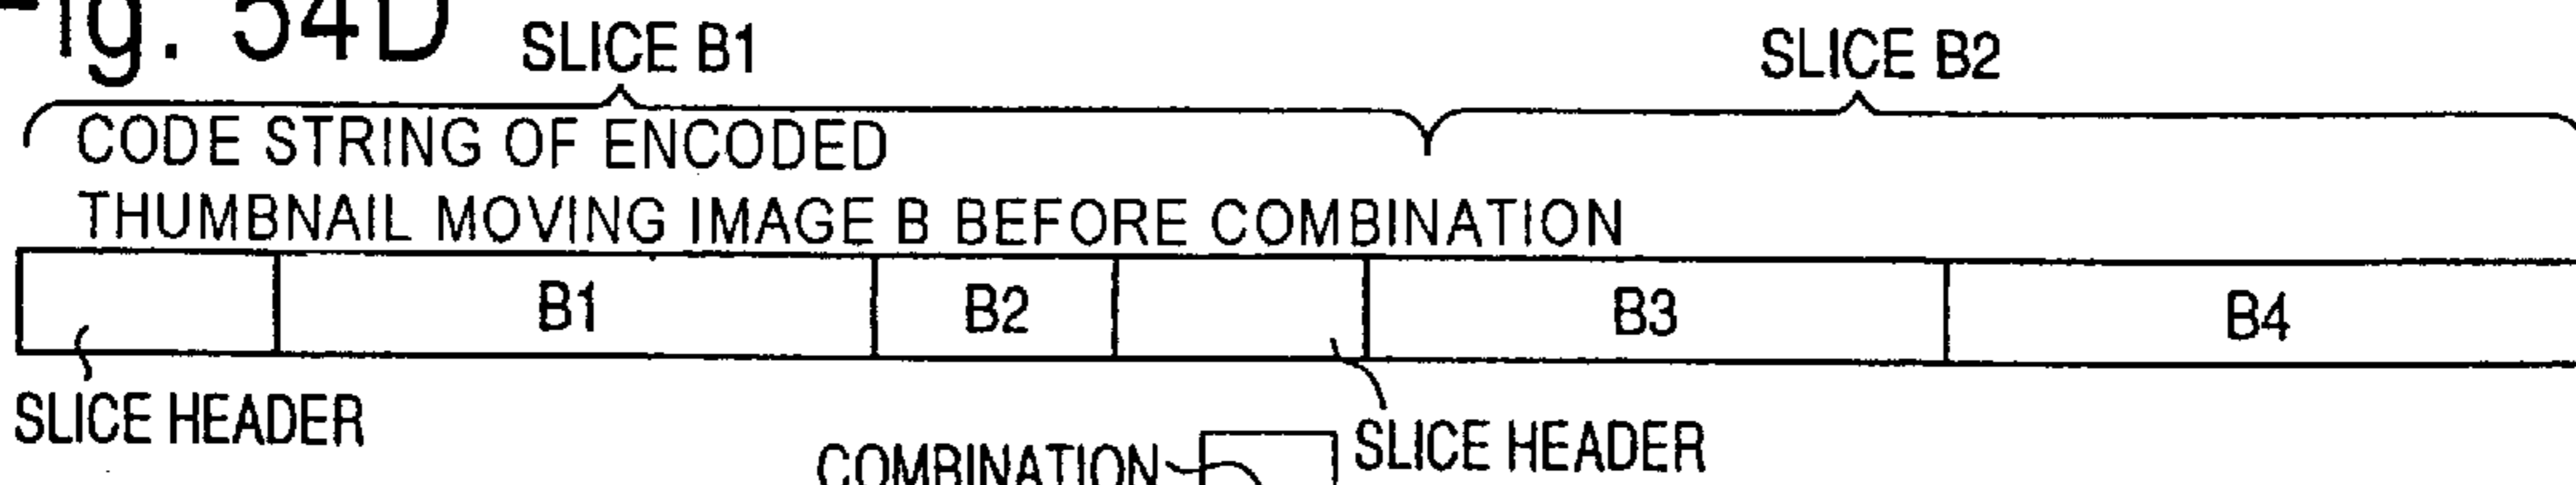 Fig. 54D
SLICE B1
SLICE B2
CODE STRING OF ENCODED
THUMBNAIL MOVING IMAGE B BEFORE COMBINATION
B1 B2 B3 B4
SLICE HEADER
SLICE HEADER
COMBINATION